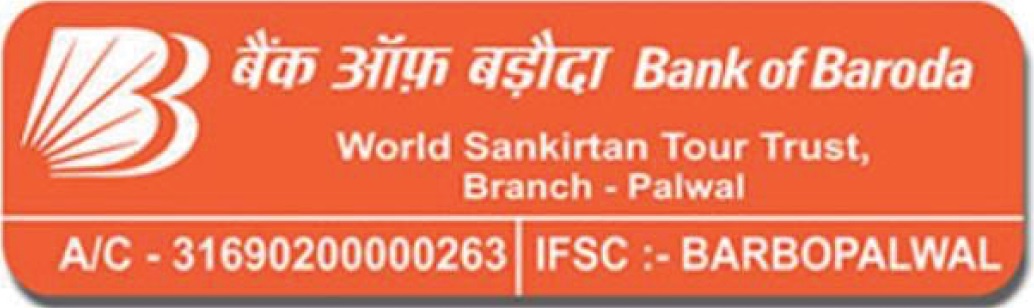 बैंक ऑफ़ बड़ौदा Bank of Baroda
World Sankirtan Tour Trust,
Branch - Palwal
A/C - 31690200000263 IFSC :- BARBOPALWAL